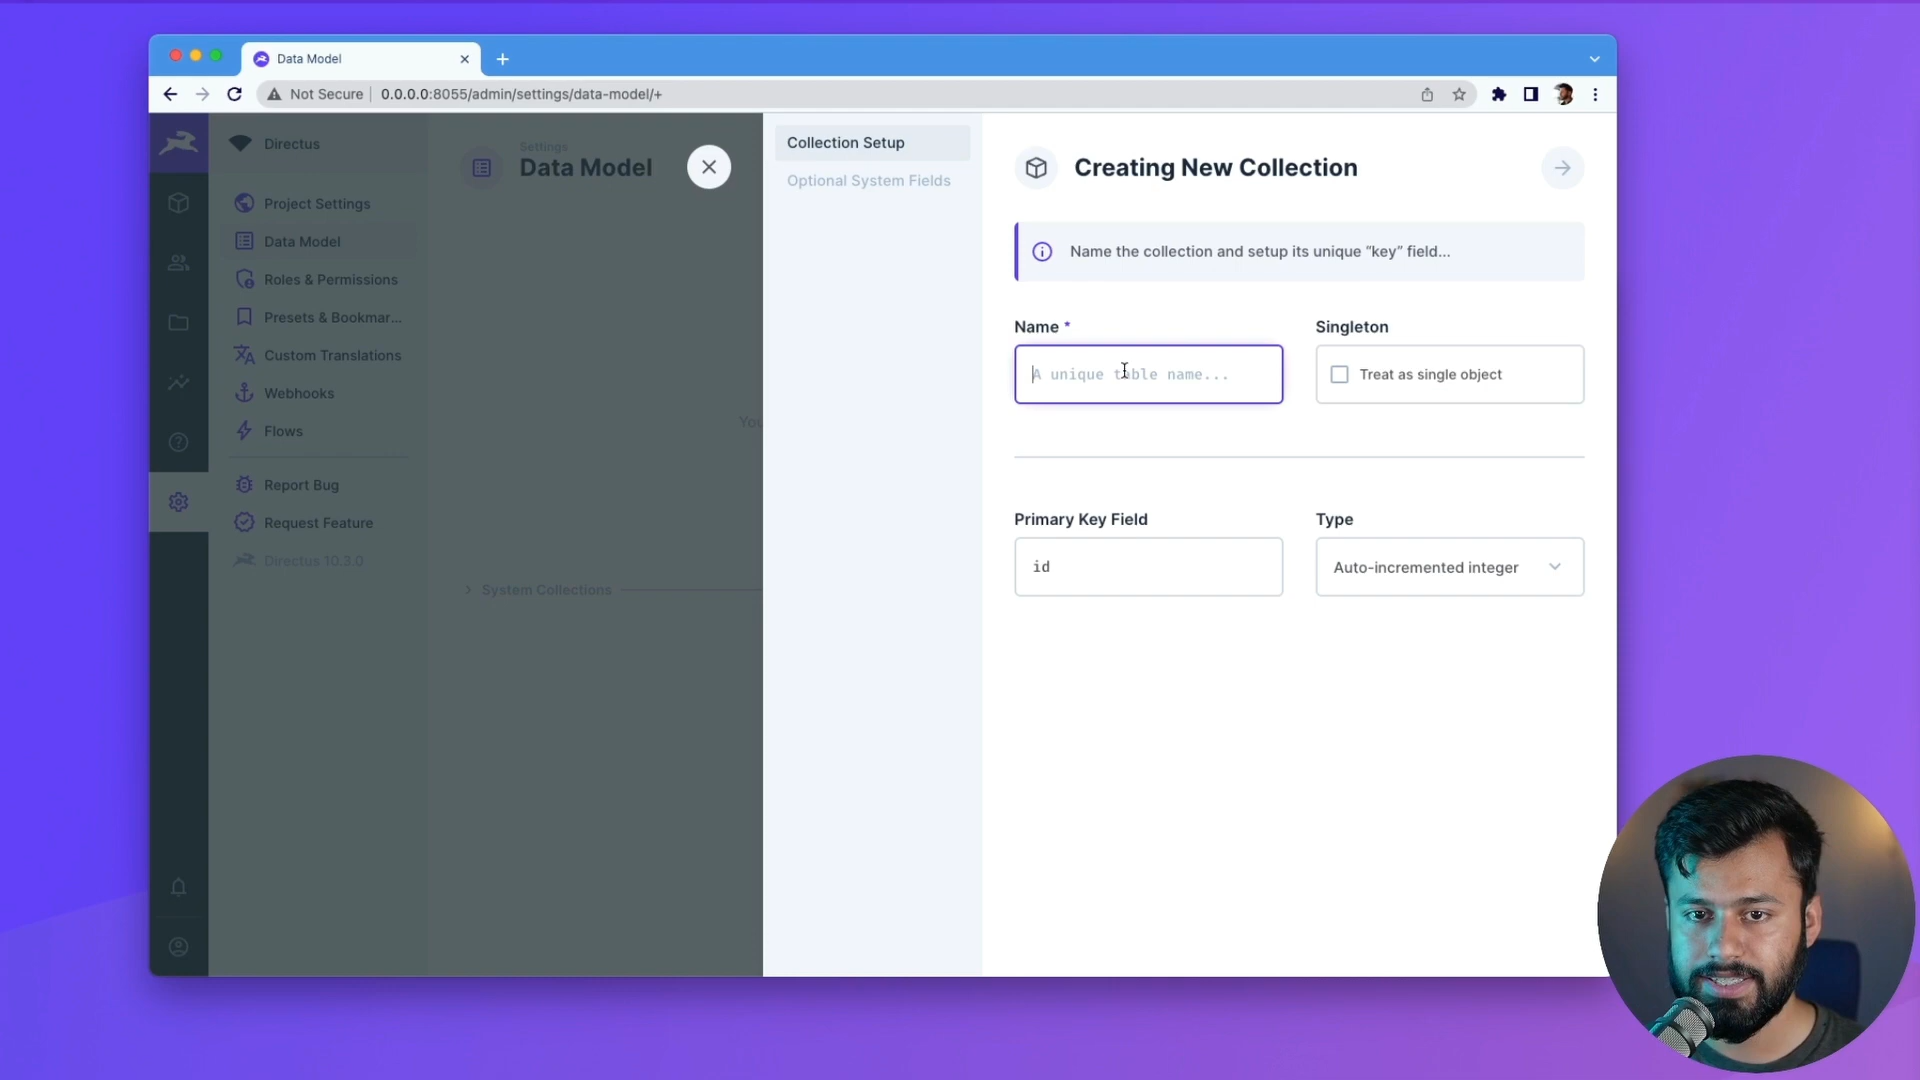 Data Model
Not Secure
0.0.0.0:8055/admin/settings/data-model/+
Directus
Project Settings
Data Model
Roles & Permissions
Presets & Bookmar...
Custom Translations
Webhooks
Flows
Report Bug
Request Feature
Directus 10.3.0
Settings
Data Model
You
System Collections
Collection Setup
Optional System Fields
Creating New Collection
Name the collection and setup its unique “key” field...
Name *
A unique table name...
Singleton
Treat as single object
Primary Key Field
id
Type
Auto-incremented integer